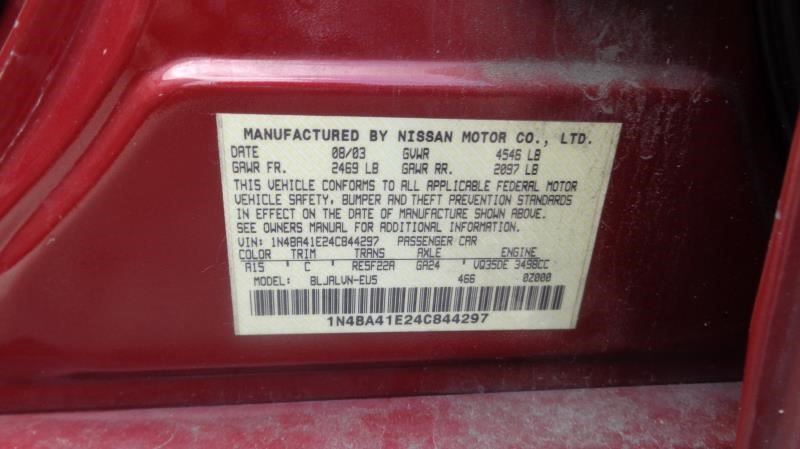 MANUFACTURED BY NISSAN MOTOR CO., LTD.
DATE 08/03 GVWR 4546 LB
GAWR FR. 2469 LB GAWR RR. 2097 LB
THIS VEHICLE CONFORMS TO ALL APPLICABLE FEDERAL MOTOR
VEHICLE SAFETY, BUMPER AND THEFT PREVENTION STANDARDS
IN EFFECT ON THE DATE OF MANUFACTURE SHOWN ABOVE.
SEE OWNERS MANUAL FOR ADDITIONAL INFORMATION.
VIN: 1N4BA41E24C844297 PASSENGER CAR
COLOR TRIM TRANS AXLE ENGINE
A15 C RE5F22A GA24 VQ35DE 3498CC
MODEL: BLJALVN-EU5 466 0Z000
1N4BA41E24C844297